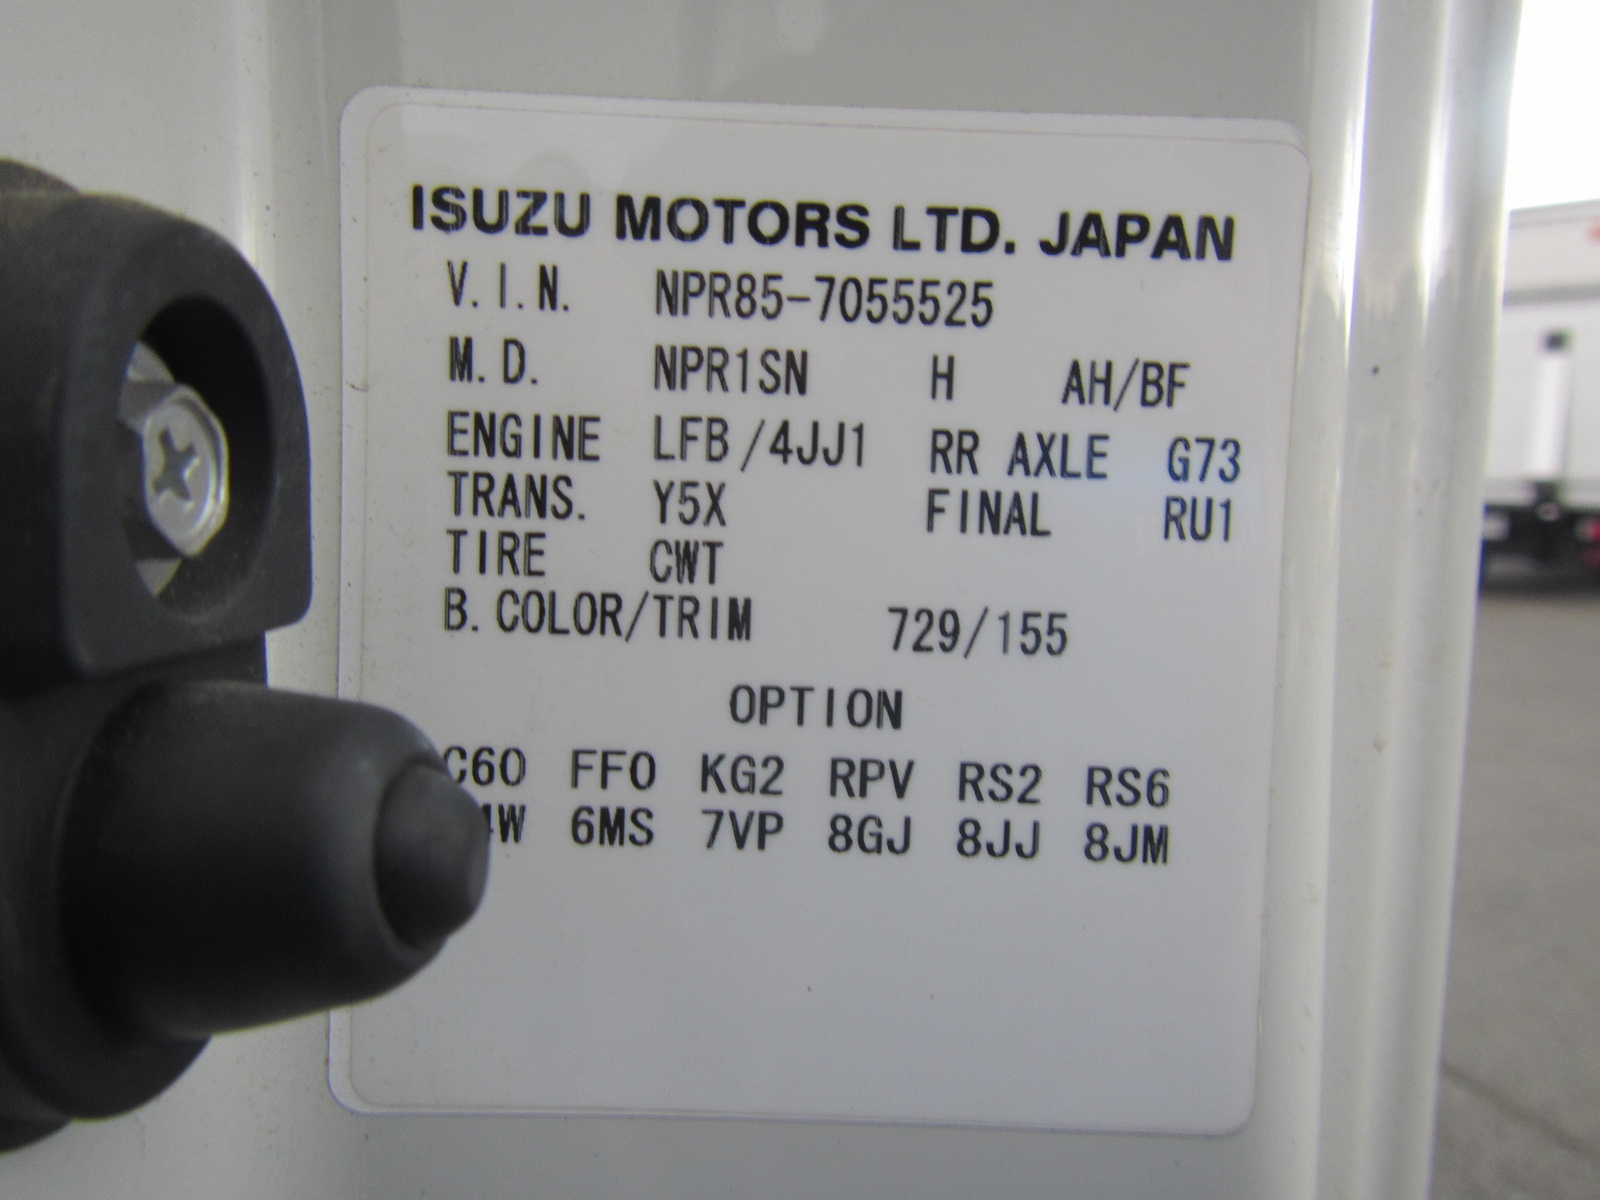 ISUZU MOTORS LTD. JAPAN
V.I.N. NPR85-7055525
M.D. NPR1SN H AH/BF
ENGINE LFB/4JJ1 RR AXLE G73
TRANS. Y5X FINAL RU1
TIRE CWT
B. COLOR/TRIM 729/155
OPTION
C60 FF0 KG2 RPV RS2 RS6
6MS 7VP 8GJ 8JJ 8JM